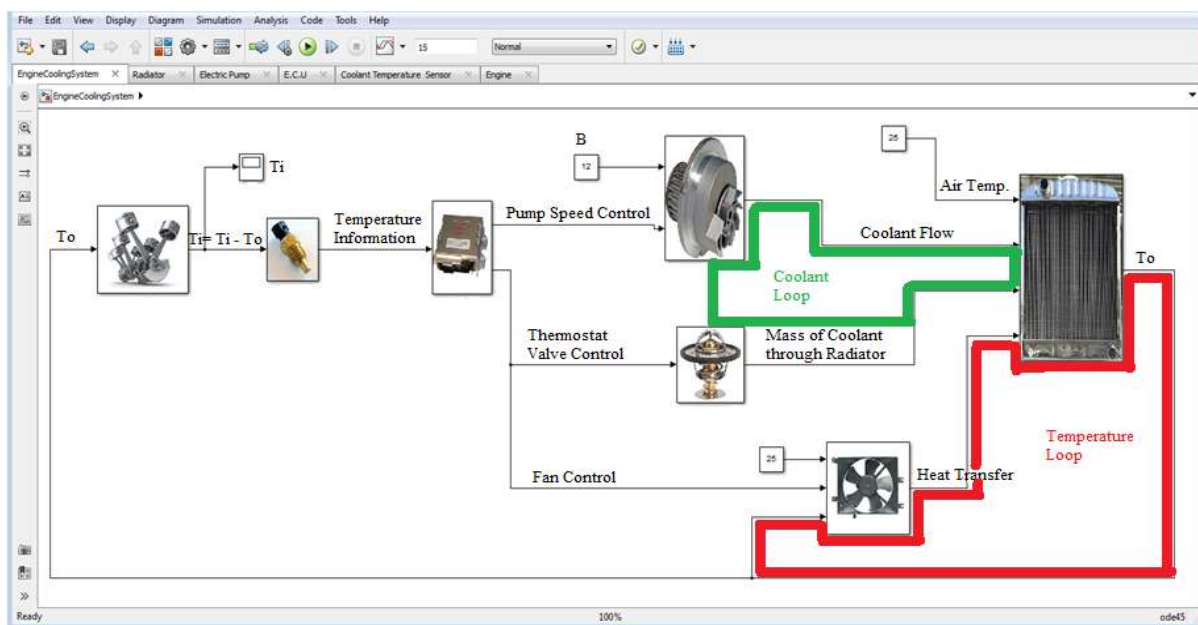 File Edit View Display Diagram Simulation Analysis Code Tools Help
15 Normal
EngineCoolingSystem Radiator Electric Pump E.C.U Coolant Temperature Sensor Engine
EngineCoolingSystem
B
12
25
Ti
Air Temp.
To
Ti= Ti - To
Temperature
Information
Pump Speed Control
Coolant Flow
To
Coolant
Loop
Thermostat
Valve Control
Mass of Coolant
through Radiator
Temperature
Loop
25
Fan Control
Heat Transfer
Ready 100% ode45